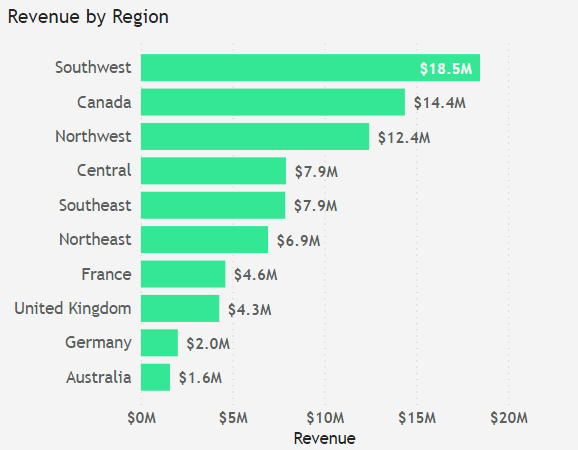 Revenue by Region
Southwest $18.5M
Canada $14.4M
Northwest $12.4M
Central $7.9M
Southeast $7.9M
Northeast $6.9M
France $4.6M
United Kingdom $4.3M
Germany $2.0M
Australia $1.6M
$0M $5M $10M $15M $20M
Revenue